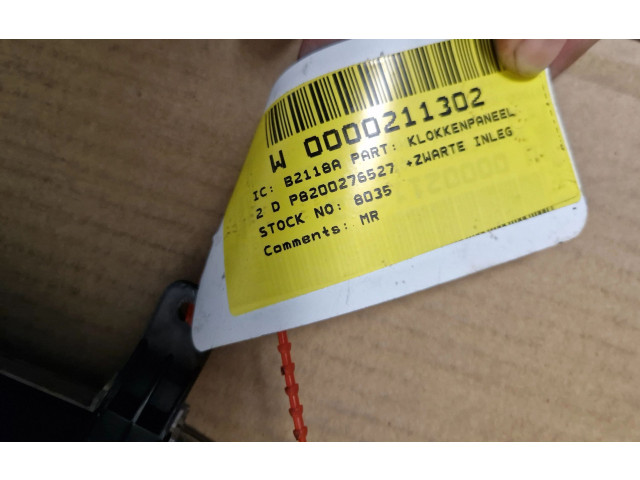 W 0000211302
IC: B2118A PART: KLOKKENPANEEL
2 D P8200276527 +ZWARTE INLEG
STOCK NO: 8035
Comments: MR